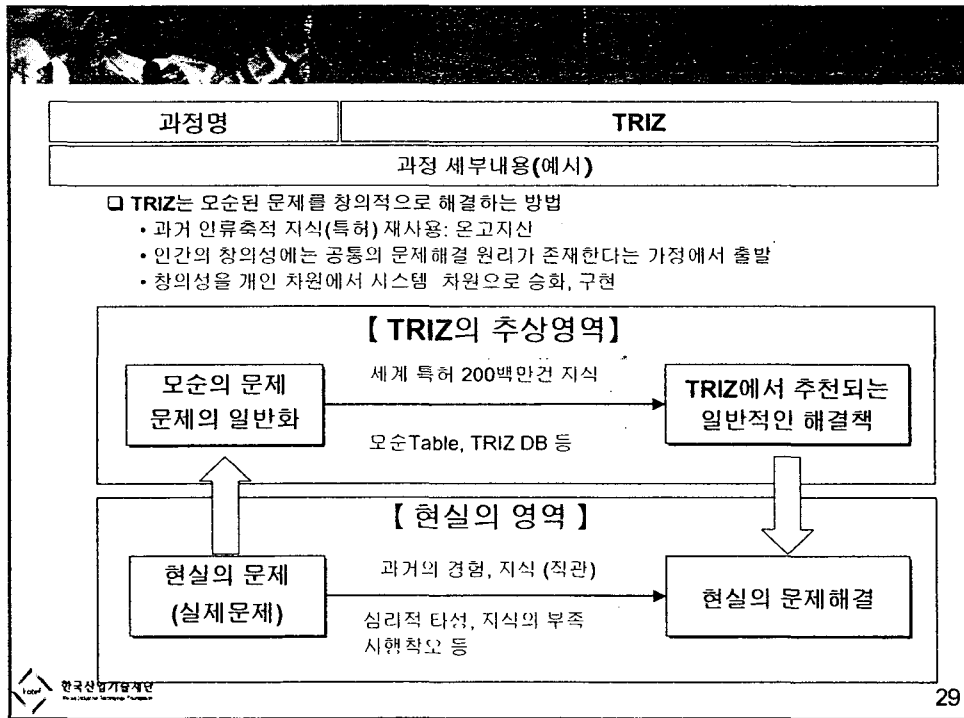 과정명
TRIZ
과정 세부내용(예시)
❑ TRIZ는 모순된 문제를 창의적으로 해결하는 방법
• 과거 인류축적 지식(특허) 재사용: 온고지산
• 인간의 창의성에는 공통의 문제해결 원리가 존재한다는 가정에서 출발
• 창의성을 개인 차원에서 시스템 차원으로 승화, 구현
【 TRIZ의 추상영역】
모순의 문제
문제의 일반화
세계 특허 200백만건 지식
모순Table, TRIZ DB 등
TRIZ에서 추천되는
일반적인 해결책
【 현실의 영역 】
현실의 문제
(실제문제)
과거의 경험, 지식 (직관)
심리적 타성, 지식의 부족
시행착오 등
현실의 문제해결
한국산업기술재단
29